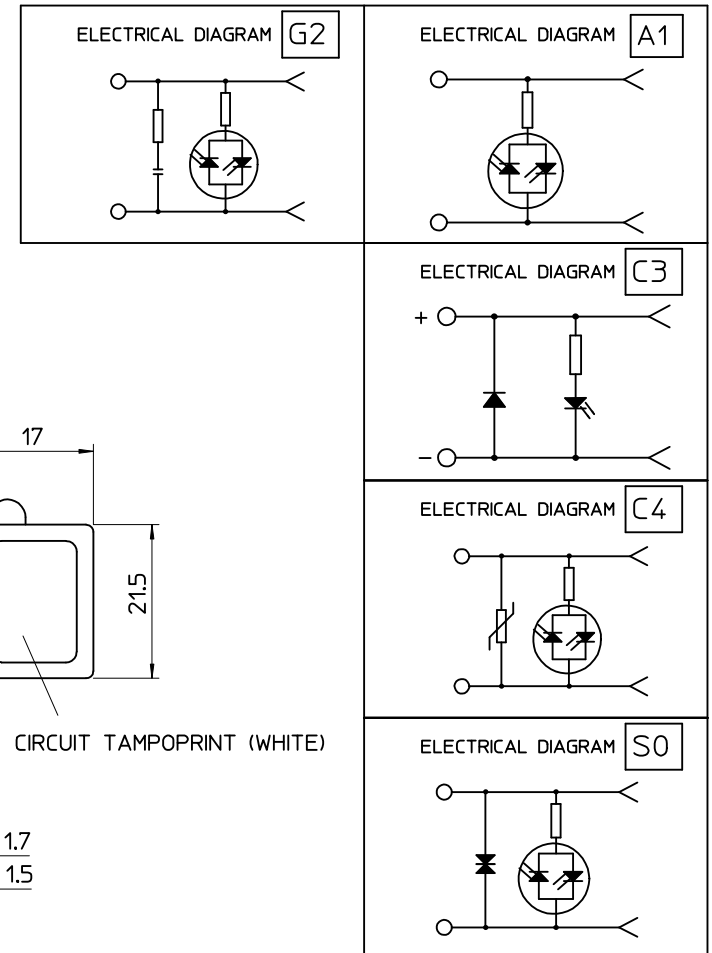 ELECTRICAL DIAGRAM G2
ELECTRICAL DIAGRAM A1
ELECTRICAL DIAGRAM C3
+
−
17
21.5
ELECTRICAL DIAGRAM C4
CIRCUIT TAMPOPRINT (WHITE)
ELECTRICAL DIAGRAM S0
1.7
1.5